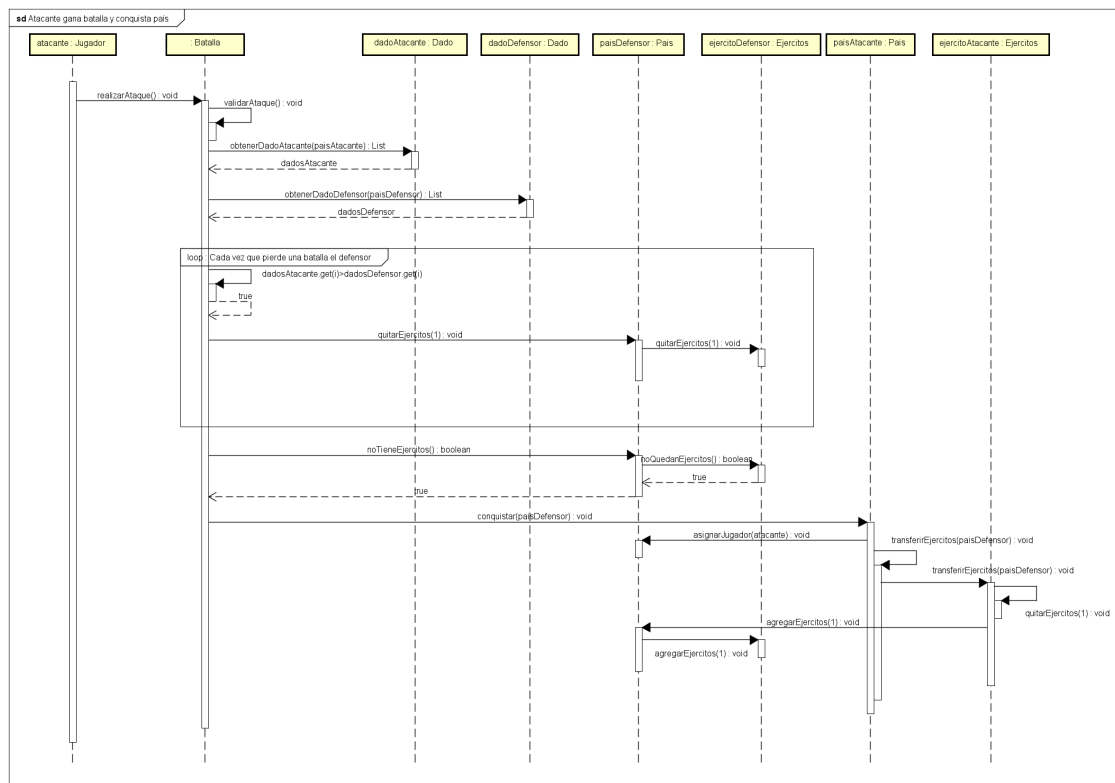 sd Atacante gana batalla y conquista país
atacante : Jugador
: Batalla
dadoAtacante : Dado
dadoDefensor : Dado
paisDefensor : Pais
ejercitoDefensor : Ejercitos
paisAtacante : Pais
ejercitoAtacante : Ejercitos
realizarAtaque() : void
validarAtaque() : void
obtenerDadoAtacante(paisAtacante) : List
dadosAtacante
obtenerDadoDefensor(paisDefensor) : List
dadosDefensor
loop : Cada vez que pierde una batalla el defensor
dadosAtacante.get(i)>dadosDefensor.get(i)
true
quitarEjercitos(1) : void
quitarEjercitos(1) : void
noTieneEjercitos() : boolean
noQuedanEjercitos() : boolean
true
true
conquistar(paisDefensor) : void
asignarJugador(atacante) : void
transferirEjercitos(paisDefensor) : void
transferirEjercitos(paisDefensor) : void
quitarEjercitos(1) : void
agregarEjercitos(1) : void
agregarEjercitos(1) : void